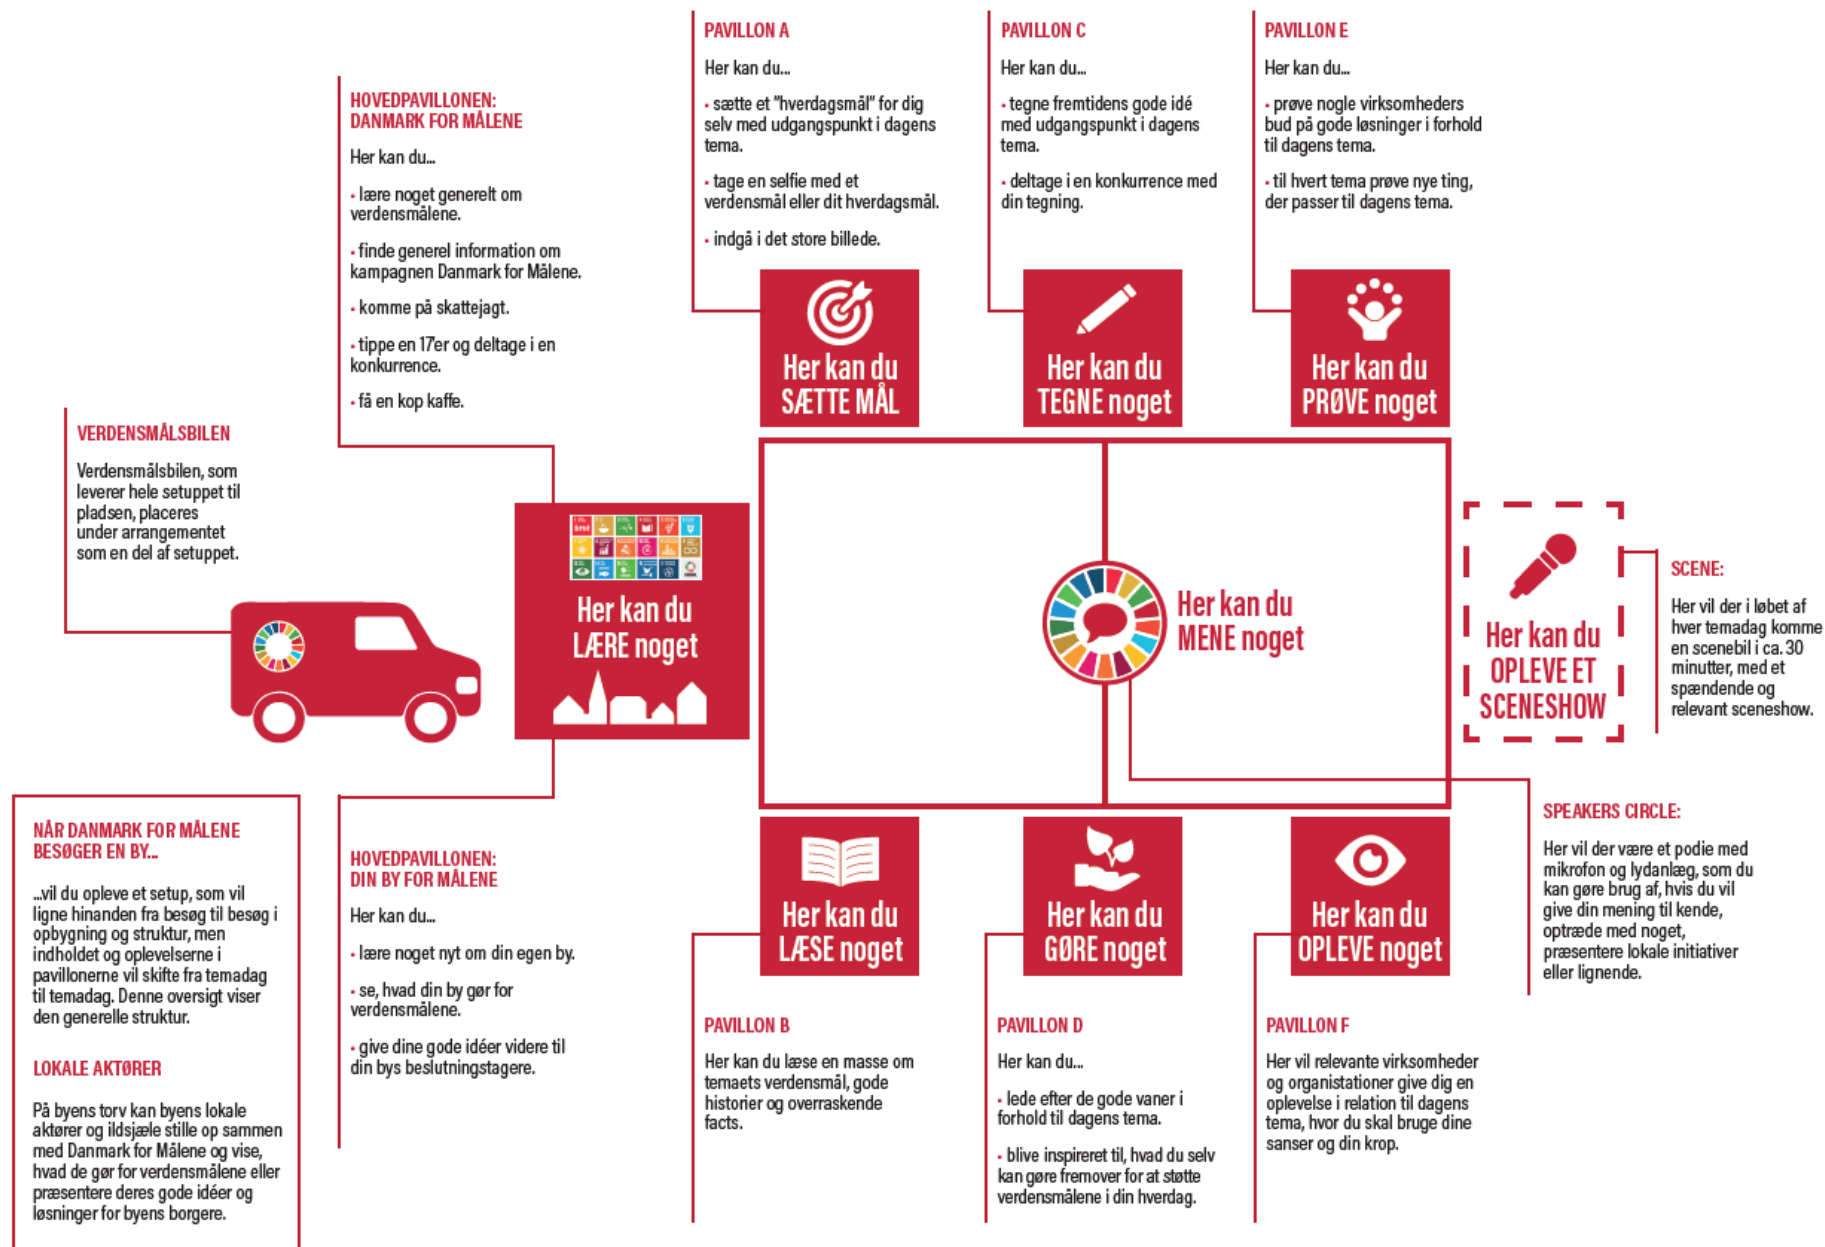 PAVILLON A
Her kan du...
• sætte et "hverdagsmål" for dig
selv med udgangspunkt i dagens
tema.
• tage en selfie med et
verdensmål eller dit hverdagsmål.
• indgå i det store billede.
PAVILLON C
Her kan du...
• tegne fremtidens gode idé
med udgangspunkt i dagens
tema.
• deltage i en konkurrence med
din tegning.
PAVILLON E
Her kan du...
• prøve nogle virksomheders
bud på gode løsninger i forhold
til dagens tema.
• til hvert tema prøve nye ting,
der passer til dagens tema.
HOVEDPAVILLONEN:
DANMARK FOR MÅLENE
Her kan du...
• lære noget generelt om
verdensmålene.
• finde generel information om
kampagnen Danmark for Målene.
• komme på skattejagt.
• tippe en 17'er og deltage i en
konkurrence.
• få en kop kaffe.
Her kan du
SÆTTE MÅL
Her kan du
TEGNE noget
Her kan du
PRØVE noget
VERDENSMÅLSBILEN
Verdensmålsbilen, som
leverer hele setuppet til
pladsen, placeres
under arrangementet
som en del af setuppet.
Her kan du
LÆRE noget
Her kan du
MENE noget
Her kan du
OPLEVE ET
SCENESHOW
SCENE:
Her vil der i løbet af
hver temadag komme
en scenebil i ca. 30
minutter, med et
spændende og
relevant sceneshow.
SPEAKERS CIRCLE:
Her vil der være et podie med
mikrofon og lydanlæg, som du
kan gøre brug af, hvis du vil
give din mening til kende,
optræde med noget,
præsentere lokale initiativer
eller lignende.
NÅR DANMARK FOR MÅLENE
BESØGER EN BY...
...vil du opleve et setup, som vil
ligne hinanden fra besøg til besøg i
opbygning og struktur, men
indholdet og oplevelserne i
pavillonerne vil skifte fra temadag
til temadag. Denne oversigt viser
den generelle struktur.
LOKALE AKTØRER
På byens torv kan byens lokale
aktører og ildsjæle stille op sammen
med Danmark for Målene og vise,
hvad de gør for verdensmålene eller
præsentere deres gode idéer og
løsninger for byens borgere.
HOVEDPAVILLONEN:
DIN BY FOR MÅLENE
Her kan du...
• lære noget nyt om din egen by.
• se, hvad din by gør for
verdensmålene.
• give dine gode idéer videre til
din bys beslutningstagere.
Her kan du
LÆSE noget
Her kan du
GØRE noget
Her kan du
OPLEVE noget
PAVILLON B
Her kan du læse en masse om
temaets verdensmål, gode
historier og overraskende
facts.
PAVILLON D
Her kan du...
• lede efter de gode vaner i
forhold til dagens tema.
• blive inspireret til, hvad du selv
kan gøre fremover for at støtte
verdensmålene i din hverdag.
PAVILLON F
Her vil relevante virksomheder
og organistationer give dig en
oplevelse i relation til dagens
tema, hvor du skal bruge dine
sanser og din krop.